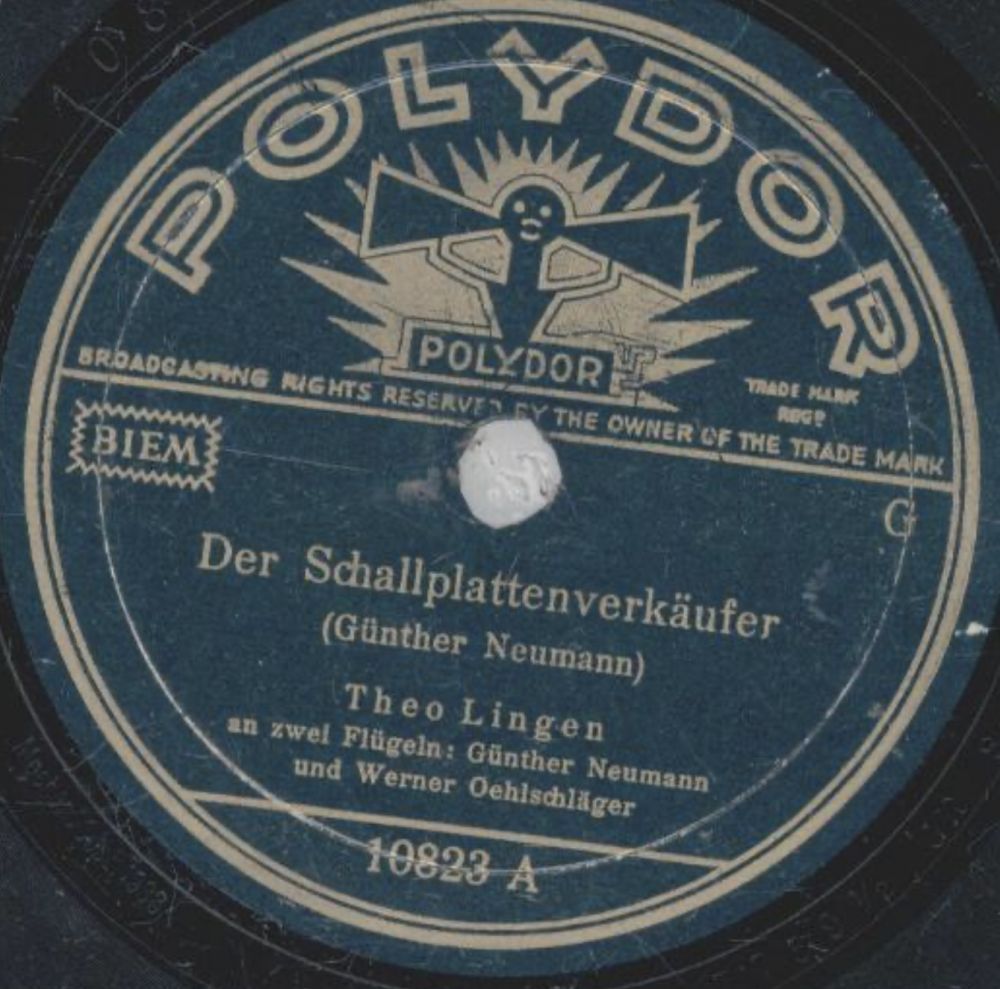 POLYDOR
POLYDOR
TRADE MARK
REGD
BROADCASTING RIGHTS RESERVED BY THE OWNER OF THE TRADE MARK
BIEM
G
Der Schallplattenverkäufer
(Günther Neumann)
Theo Lingen
an zwei Flügeln: Günther Neumann
und Werner Oehlschläger
10823 A